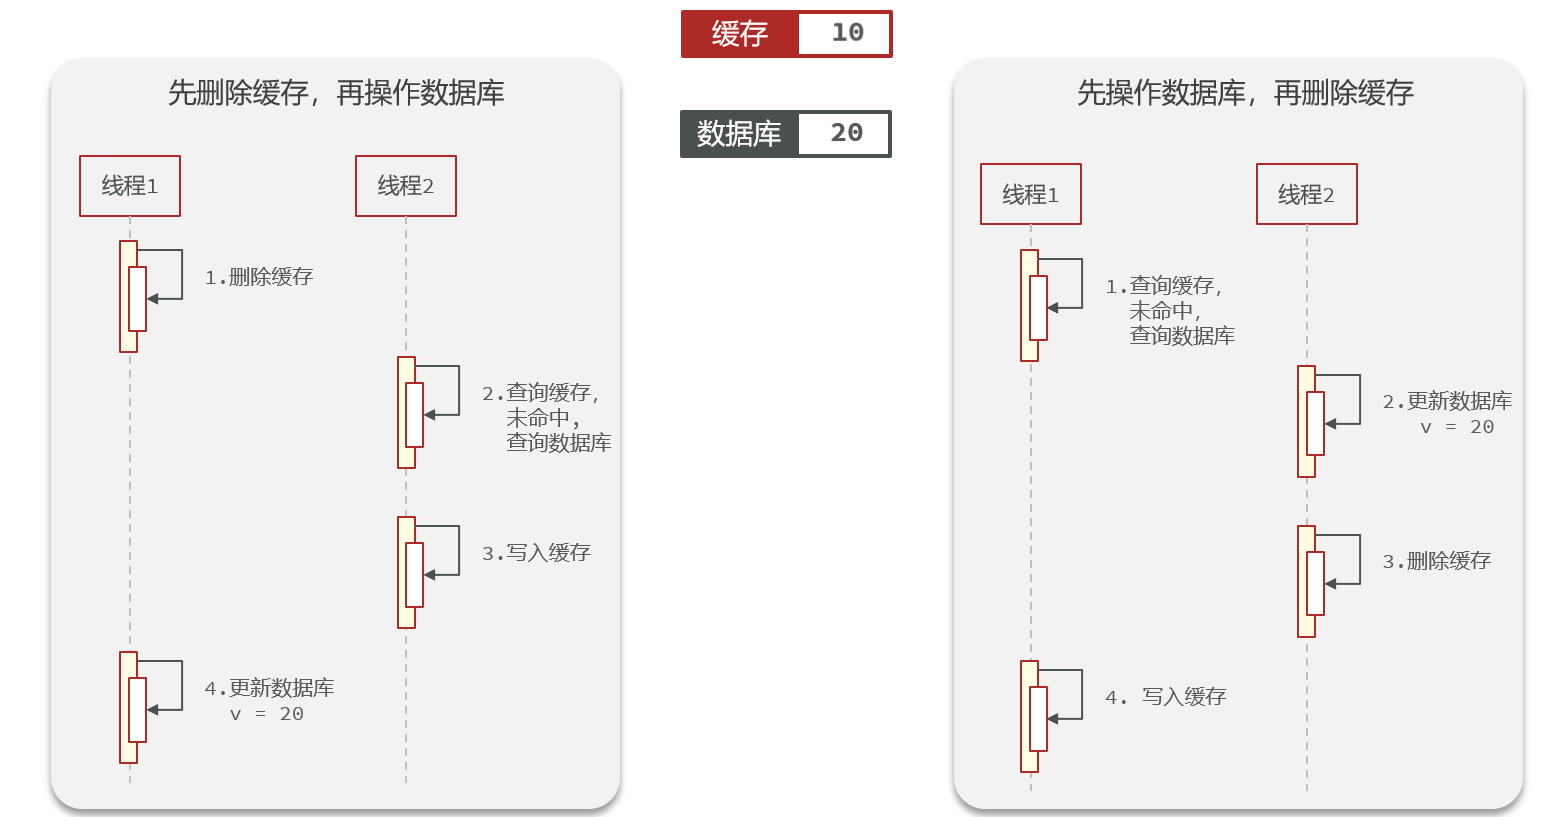 缓存 10
数据库 20
先删除缓存，再操作数据库
线程1 线程2
1.删除缓存
2.查询缓存，
未命中，
查询数据库
3.写入缓存
4.更新数据库
v = 20
先操作数据库，再删除缓存
线程1 线程2
1.查询缓存，
未命中，
查询数据库
2.更新数据库
v = 20
3.删除缓存
4. 写入缓存